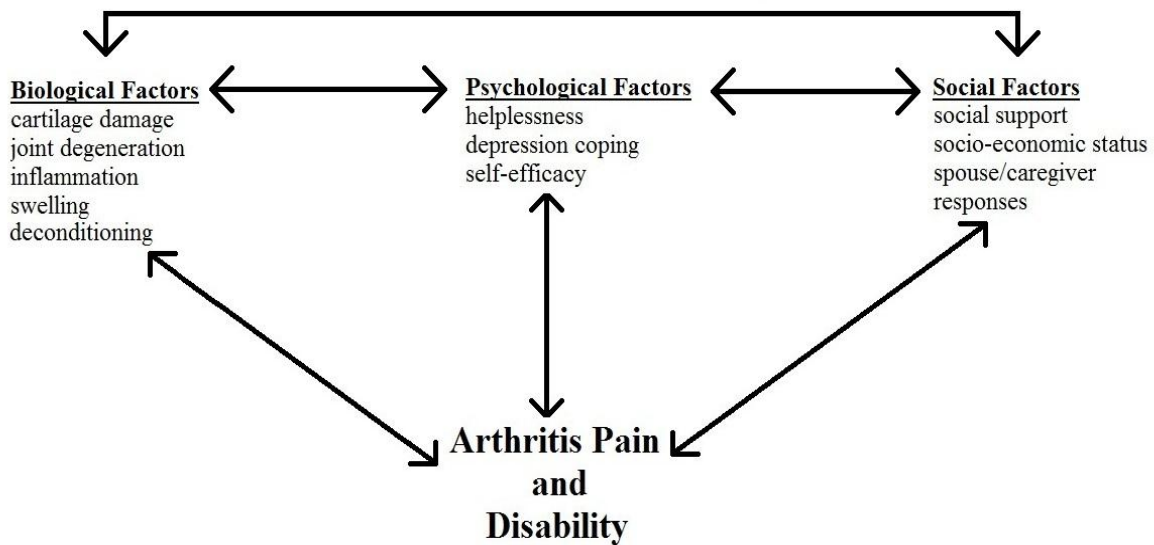 Biological Factors
cartilage damage
joint degeneration
inflammation
swelling
deconditioning
Psychological Factors
helplessness
depression coping
self-efficacy
Social Factors
social support
socio-economic status
spouse/caregiver
responses
Arthritis Pain
and
Disability